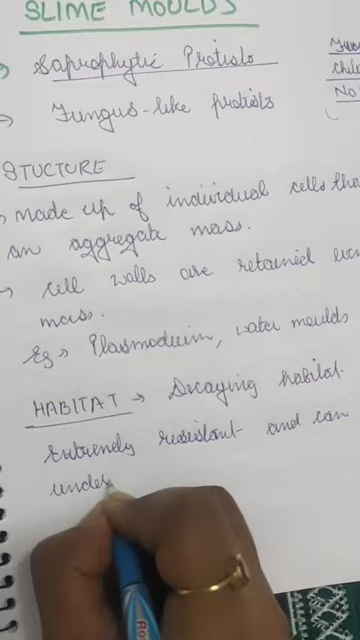 SLIME MOULDS
Saprophytic Protists
Fungus-like protists
STUCTURE
Made up of individual cells tha
an aggregate mass.
→ Cell walls are retained
mass.
Eg → Plasmodium, water moulds
HABITAT → Decaying habitat.
Extremely resistant and can
under
No